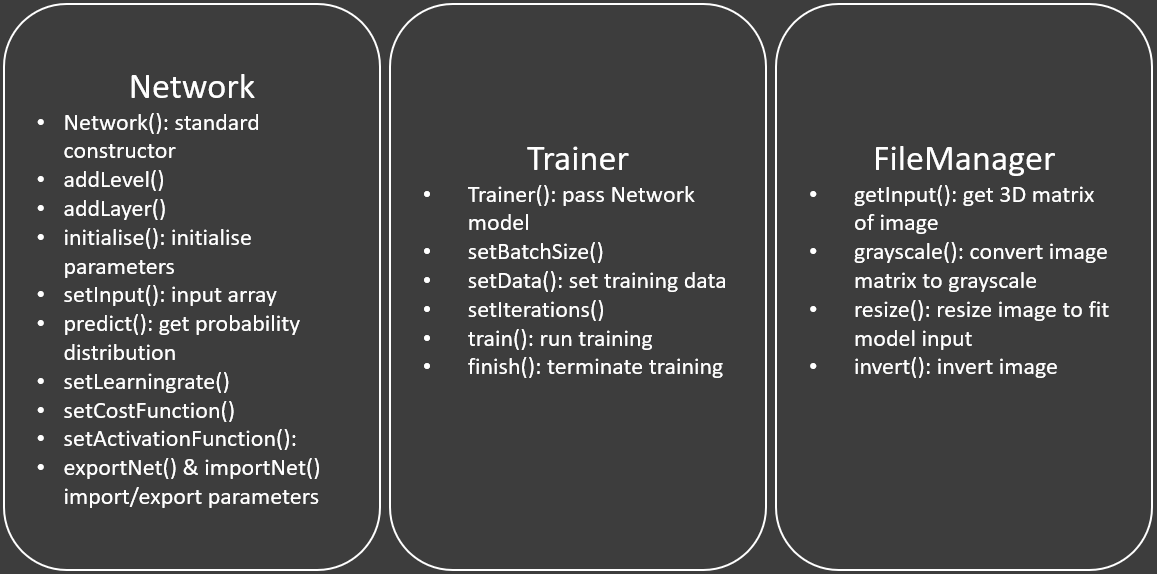 Network
• Network(): standard
constructor
• addLevel()
• addLayer()
• initialise(): initialise
parameters
• setInput(): input array
• predict(): get probability
distribution
• setLearningrate()
• setCostFunction()
• setActivationFunction():
• exportNet() & importNet()
import/export parameters
Trainer
• Trainer(): pass Network
model
• setBatchSize()
• setData(): set training data
• setIterations()
• train(): run training
• finish(): terminate training
FileManager
• getInput(): get 3D matrix
of image
• grayscale(): convert image
matrix to grayscale
• resize(): resize image to fit
model input
• invert(): invert image